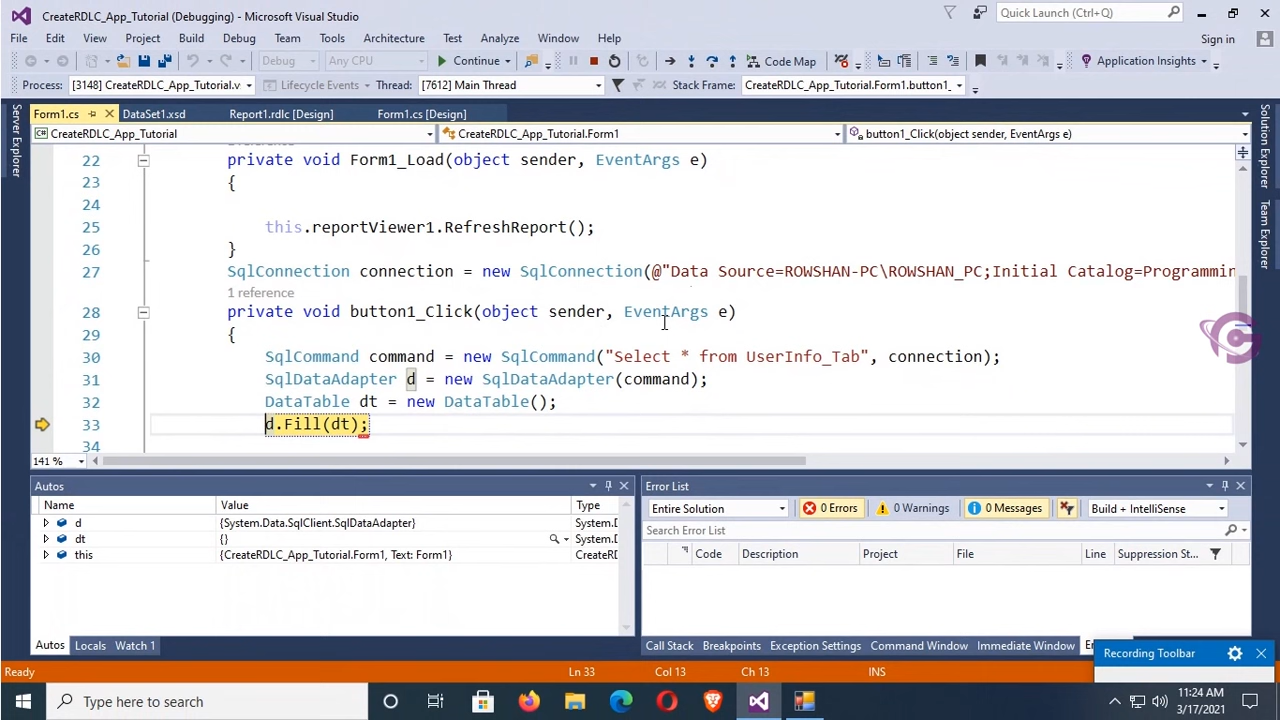 CreateRDLC_App_Tutorial (Debugging) - Microsoft Visual Studio
Quick Launch (Ctrl+Q)
File Edit View Project Build Debug Team Tools Architecture Test Analyze Window Help
Sign in
Debug Any CPU Continue Code Map Application Insights
Process: [3148] CreateRDLC_App_Tutorial.v Lifecycle Events Thread: [7612] Main Thread Stack Frame: CreateRDLC_App_Tutorial.Form1.button1_
Form1.cs DataSet1.xsd Report1.rdlc [Design] Form1.cs [Design]
CreateRDLC_App_Tutorial CreateRDLC_App_Tutorial.Form1 button1_Click(object sender, EventArgs e)
Server Explorer
Solution Explorer
Team Explorer
22 private void Form1_Load(object sender, EventArgs e)
23 {
24
25 this.reportViewer1.RefreshReport();
26 }
27 SqlConnection connection = new SqlConnection(@"Data Source=ROWSHAN-PC\ROWSHAN_PC;Initial Catalog=Programmin
1 reference
28 private void button1_Click(object sender, EventArgs e)
29 {
30 SqlCommand command = new SqlCommand("Select * from UserInfo_Tab", connection);
31 SqlDataAdapter d = new SqlDataAdapter(command);
32 DataTable dt = new DataTable();
33 d.Fill(dt);
34
141 %
Autos
Name Value Type
d {System.Data.SqlClient.SqlDataAdapter} System.D
dt {} System.D
this {CreateRDLC_App_Tutorial.Form1, Text: Form1} CreateRD
Autos Locals Watch 1
Error List
Entire Solution 0 Errors 0 Warnings 0 Messages Build + IntelliSense
Search Error List
Code Description Project File Line Suppression St...
Call Stack Breakpoints Exception Settings Command Window Immediate Window
Recording Toolbar
Ready Ln 33 Col 13 Ch 13 INS
Type here to search
11:24 AM
3/17/2021